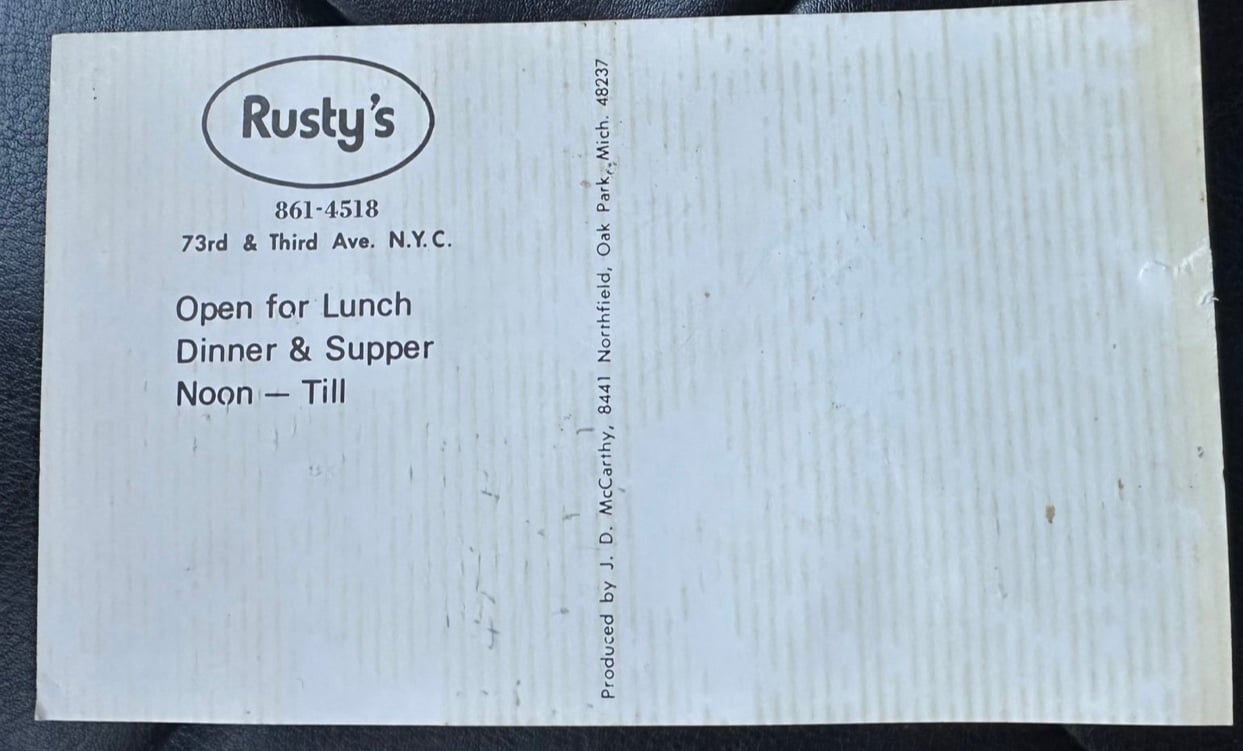 Rusty's
861-4518
73rd & Third Ave. N.Y.C.
Open for Lunch
Dinner & Supper
Noon — Till
Produced by J. D. McCarthy, 8441 Northfield, Oak Park, Mich. 48237